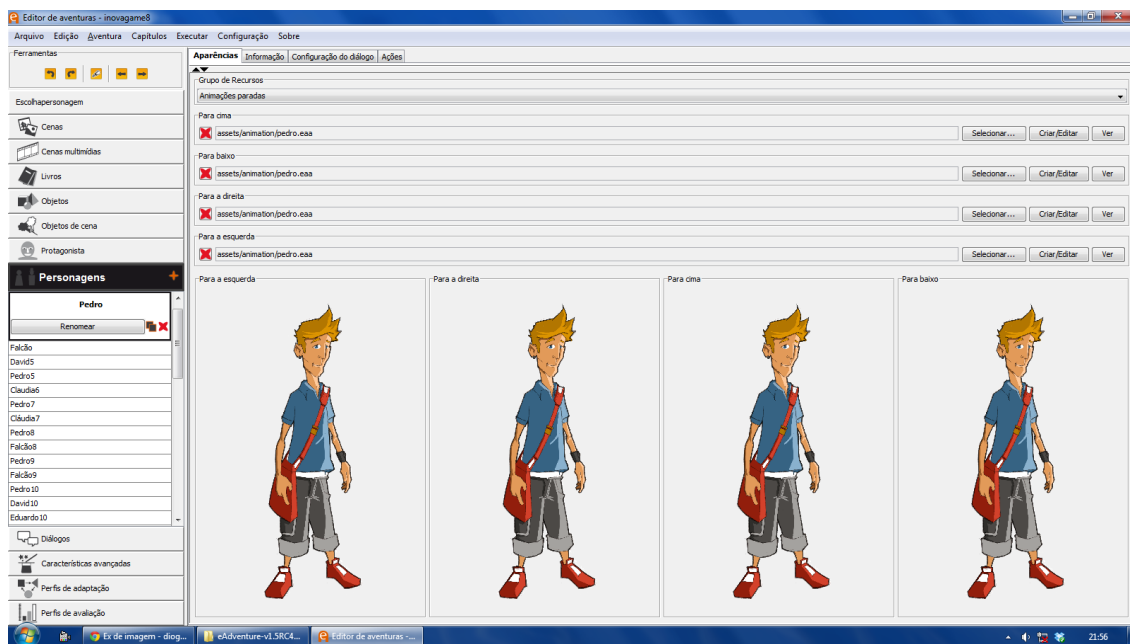 Editor de aventuras - inovagame8
Arquivo Edição Aventura Capítulos Executar Configuração Sobre
Ferramentas
Escolhapersonagem
Cenas
Cenas multimídias
Livros
Objetos
Objetos de cena
Protagonista
Personagens
Pedro
Renomear
Falcão
David5
Pedro5
Claudia6
Pedro7
Cláudia7
Pedro8
Falcão8
Pedro9
Falcão9
Pedro10
David10
Eduardo10
Diálogos
Características avançadas
Perfis de adaptação
Perfis de avaliação
Aparências Informação Configuração do diálogo Ações
Grupo de Recursos
Animações paradas
Para cima
assets/animation/pedro.eaa Selecionar... Criar/Editar Ver
Para baixo
assets/animation/pedro.eaa Selecionar... Criar/Editar Ver
Para a direita
assets/animation/pedro.eaa Selecionar... Criar/Editar Ver
Para a esquerda
assets/animation/pedro.eaa Selecionar... Criar/Editar Ver
Para a esquerda Para a direita Para cima Para baixo
Ex de imagem - diog... eAdventure-v1.5RC4... Editor de aventuras -... 21:56